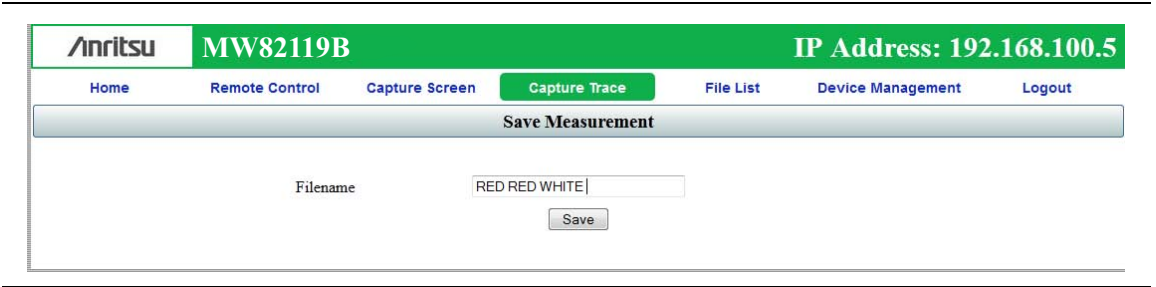 Anritsu MW82119B IP Address: 192.168.100.5
Home Remote Control Capture Screen Capture Trace File List Device Management Logout
Save Measurement
Filename RED RED WHITE
Save